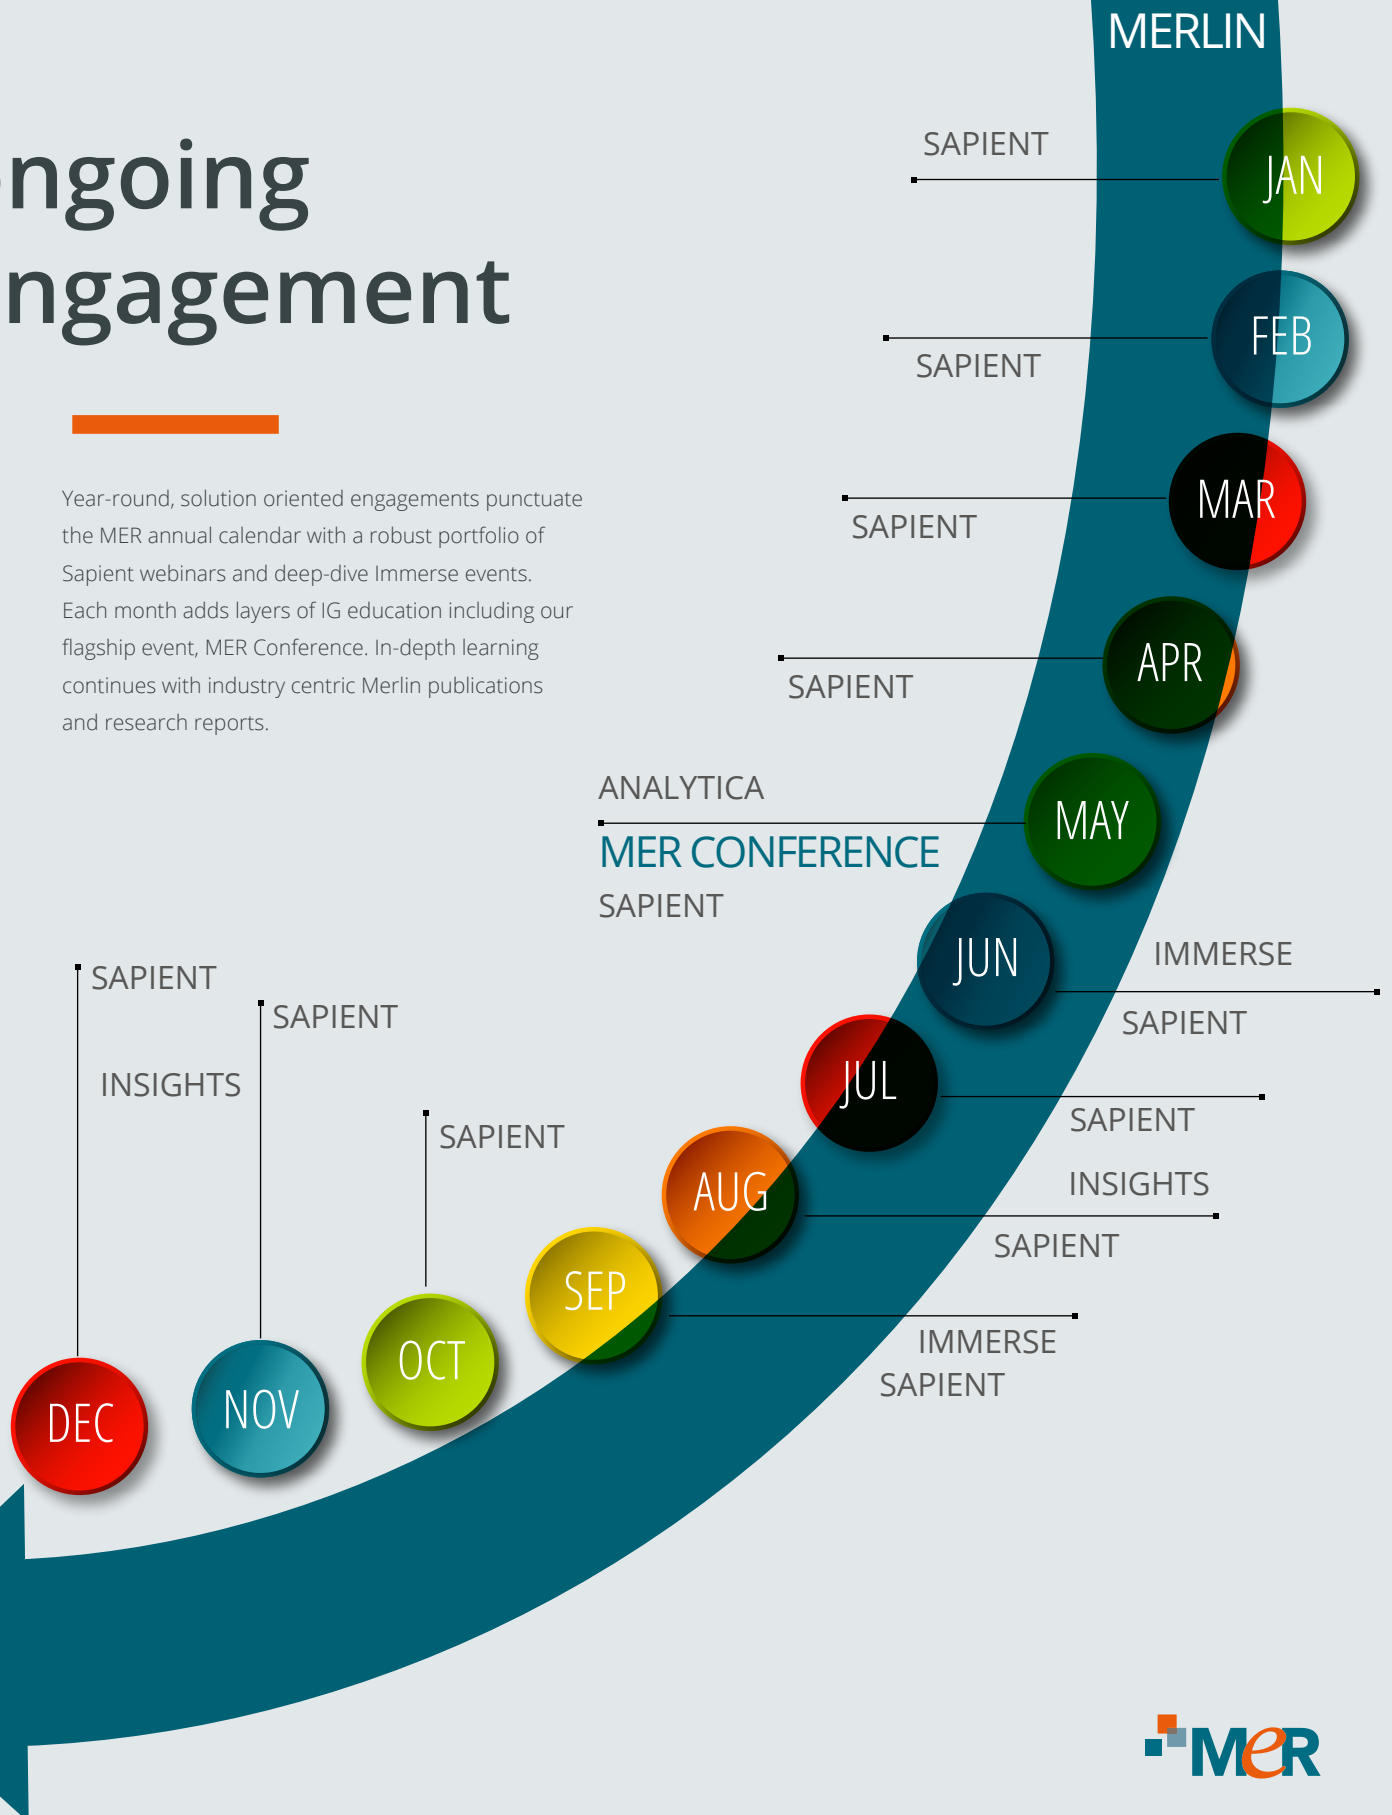 MERLIN
ngoing
ngagement
Year-round, solution oriented engagements punctuate
the MER annual calendar with a robust portfolio of
Sapient webinars and deep-dive Immerse events.
Each month adds layers of IG education including our
flagship event, MER Conference. In-depth learning
continues with industry centric Merlin publications
and research reports.
SAPIENT
JAN
SAPIENT
FEB
SAPIENT
MAR
SAPIENT
APR
ANALYTICA
MER CONFERENCE
SAPIENT
MAY
JUN
IMMERSE
SAPIENT
JUL
SAPIENT
AUG
INSIGHTS
SAPIENT
SEP
IMMERSE
SAPIENT
SAPIENT
OCT
SAPIENT
NOV
SAPIENT
INSIGHTS
DEC
MeR